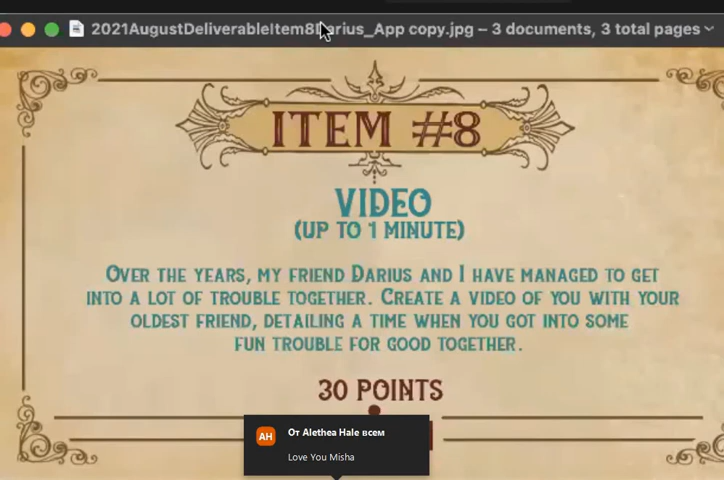 2021AugustDeliverableItem8Darius_App copy.jpg – 3 documents, 3 total pages
ITEM #8
VIDEO
(UP TO 1 MINUTE)
OVER THE YEARS, MY FRIEND DARIUS AND I HAVE MANAGED TO GET
INTO A LOT OF TROUBLE TOGETHER. CREATE A VIDEO OF YOU WITH YOUR
OLDEST FRIEND, DETAILING A TIME WHEN YOU GOT INTO SOME
FUN TROUBLE FOR GOOD TOGETHER.
30 POINTS
AH
От Alethea Hale всем
Love You Misha